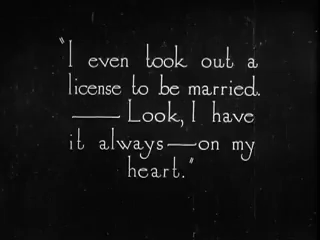 "I even took out a
license to be married.
—— Look, I have
it always — on my
heart."